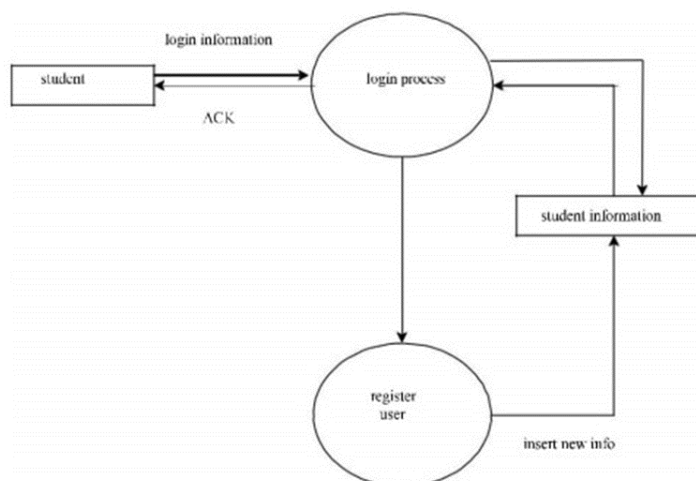 login information
student
login process
ACK
student information
register
user
insert new info